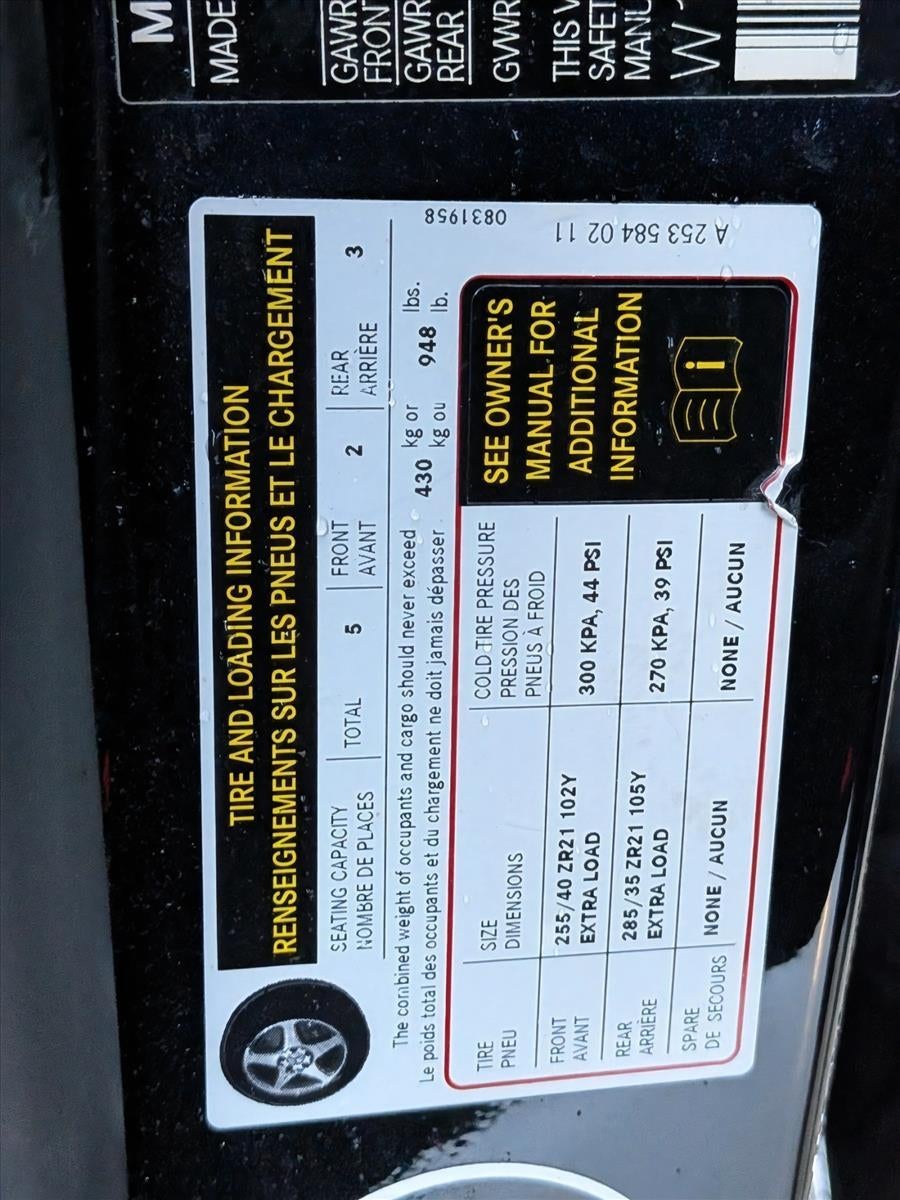 M
MADE
GAWR
FRONT
GAWR
REAR
GVWR
THIS
SAFET
MANU
W
TIRE AND LOADING INFORMATION
RENSEIGNEMENTS SUR LES PNEUS ET LE CHARGEMENT
SEATING CAPACITY TOTAL 5 FRONT 2 REAR 3
NOMBRE DE PLACES AVANT ARRIÈRE
The combined weight of occupants and cargo should never exceed 430 kg or 948 lbs.
Le poids total des occupants et du chargement ne doit jamais dépasser kg ou lb.
TIRE SIZE COLD TIRE PRESSURE
PNEU DIMENSIONS PRESSION DES
PNEUS À FROID
FRONT 255/40 ZR21 102Y 300 KPA, 44 PSI
AVANT EXTRA LOAD
REAR 285/35 ZR21 105Y 270 KPA, 39 PSI
ARRIÈRE EXTRA LOAD
SPARE NONE / AUCUN NONE / AUCUN
DE SECOURS
SEE OWNER'S
MANUAL FOR
ADDITIONAL
INFORMATION
i
0831958
A 253 584 02 11